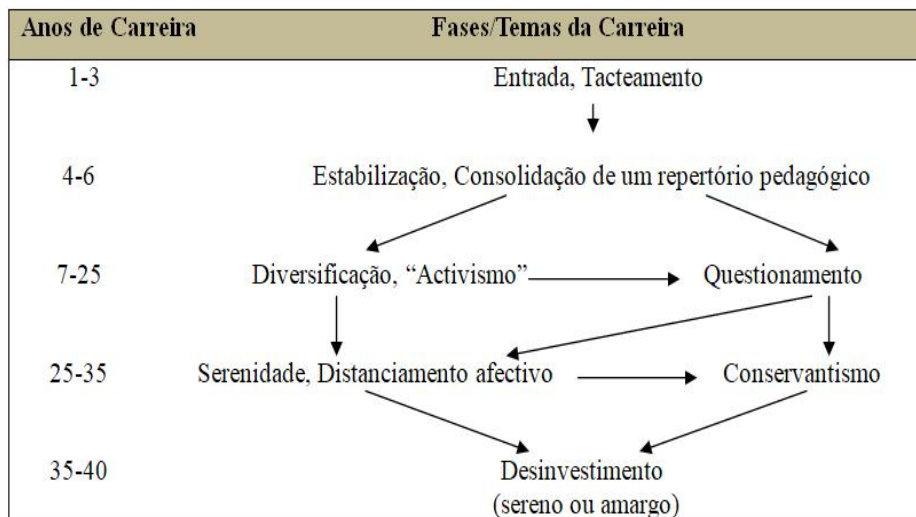 Anos de Carreira Fases/Temas da Carreira
1-3 Entrada, Tacteamento
4-6 Estabilização, Consolidação de um repertório pedagógico
7-25 Diversificação, “Activismo” Questionamento
25-35 Serenidade, Distanciamento afectivo Conservantismo
35-40 Desinvestimento
(sereno ou amargo)